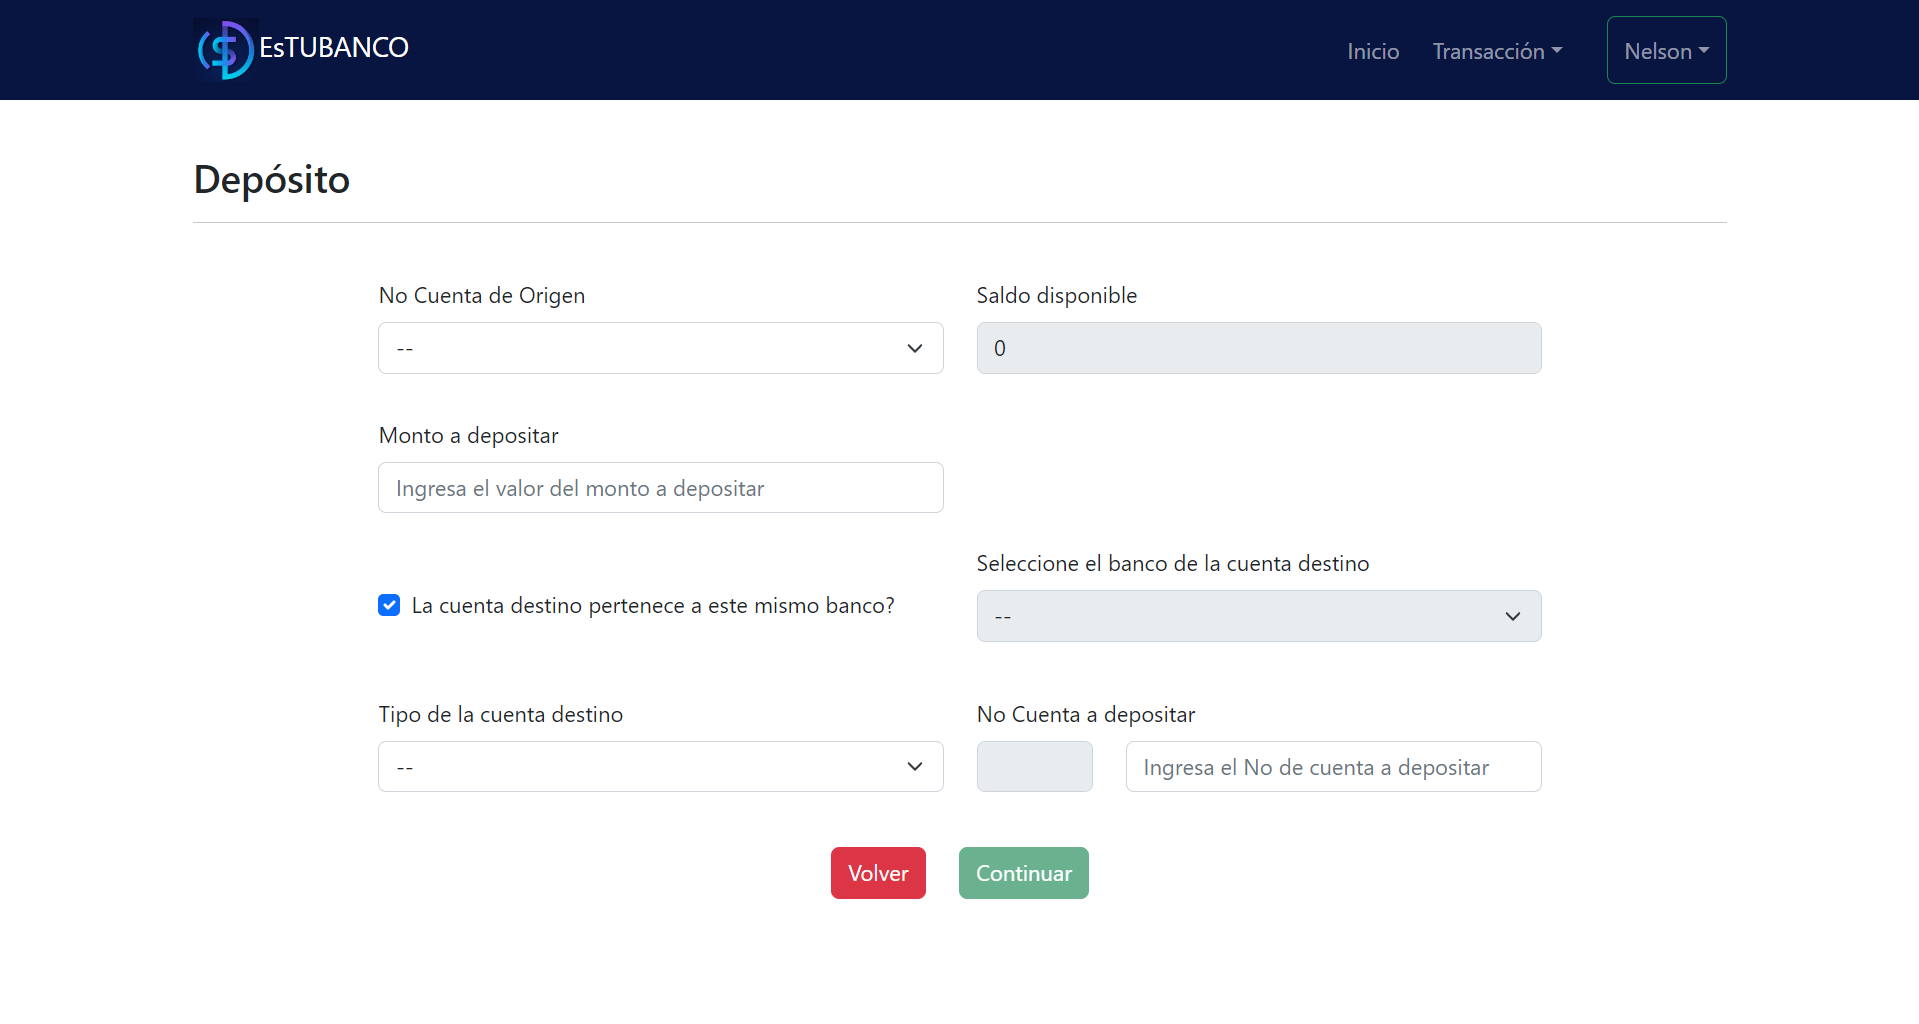 EsTUBANCO
Inicio
Transacción
Nelson
Depósito
No Cuenta de Origen
Saldo disponible
--
0
Monto a depositar
Ingresa el valor del monto a depositar
Seleccione el banco de la cuenta destino
La cuenta destino pertenece a este mismo banco?
--
Tipo de la cuenta destino
No Cuenta a depositar
--
Ingresa el No de cuenta a depositar
Volver
Continuar